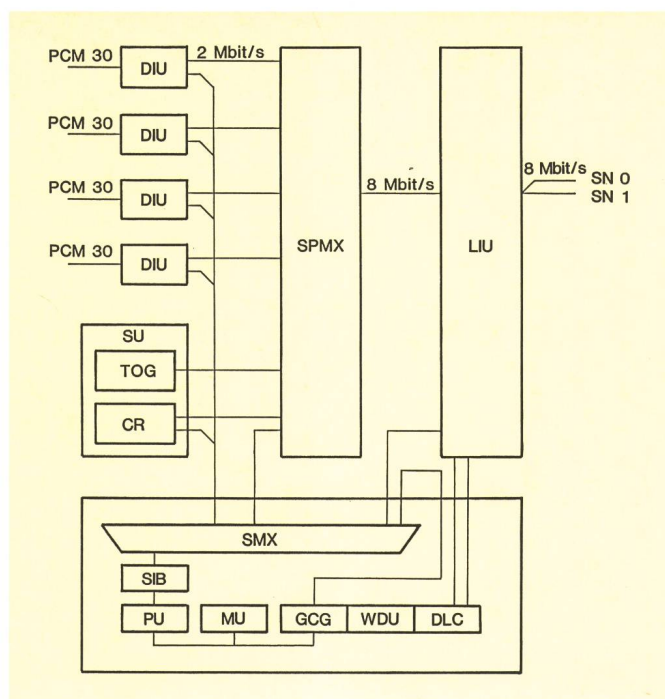 PCM 30
DIU
2 Mbit/s
PCM 30
DIU
PCM 30
DIU
PCM 30
DIU
SPMX
8 Mbit/s
LIU
8 Mbit/s
SN 0
SN 1
SU
TOG
CR
SMX
SIB
PU
MU
GCG
WDU
DLC